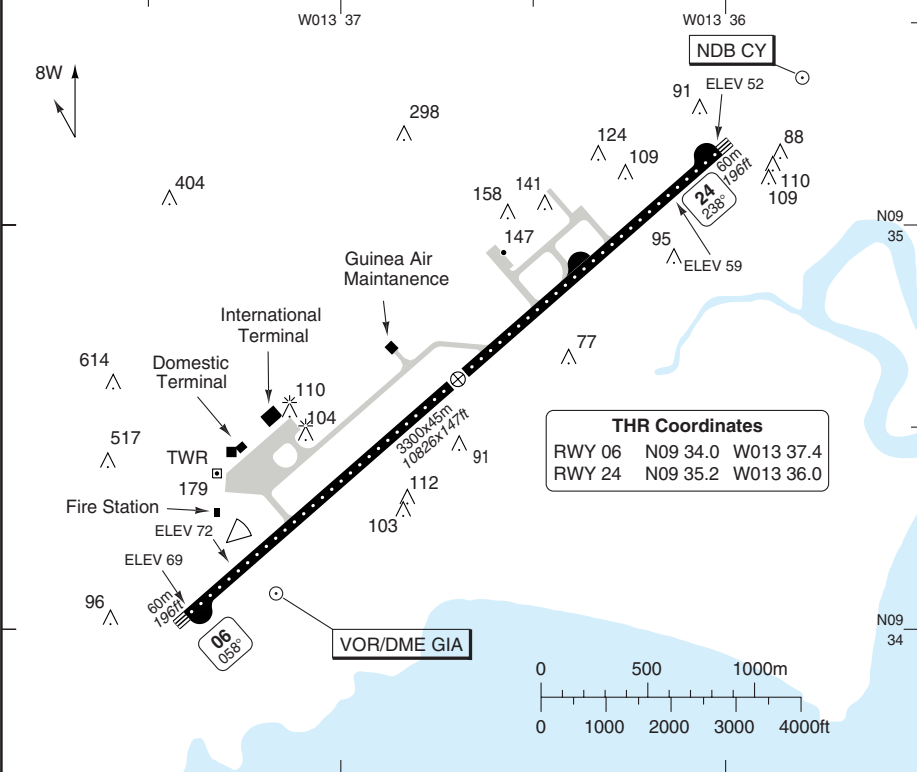 W013 37
W013 36
NDB CY
8W
ELEV 52
91
298
124
109
88
110
109
60m
196ft
24
238°
404
158
141
147
95
ELEV 59
N09
35
Guinea Air
Maintanence
International
Terminal
Domestic
Terminal
614
77
110
104
3300x45m
10826x147ft
91
THR Coordinates
RWY 06 N09 34.0 W013 37.4
RWY 24 N09 35.2 W013 36.0
517
TWR
179
112
103
Fire Station
ELEV 72
ELEV 69
96
60m
196ft
06
058°
VOR/DME GIA
N09
34
0 500 1000m
0 1000 2000 3000 4000ft